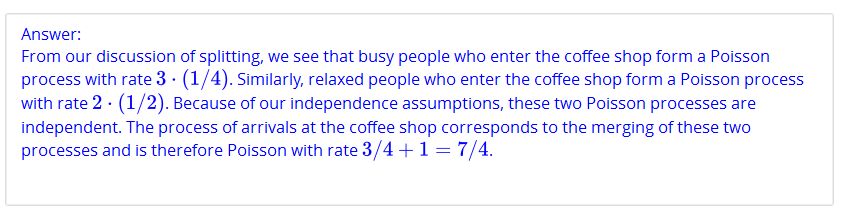 Answer:
From our discussion of splitting, we see that busy people who enter the coffee shop form a Poisson
process with rate 3 · (1/4). Similarly, relaxed people who enter the coffee shop form a Poisson process
with rate 2 · (1/2). Because of our independence assumptions, these two Poisson processes are
independent. The process of arrivals at the coffee shop corresponds to the merging of these two
processes and is therefore Poisson with rate 3/4 + 1 = 7/4.